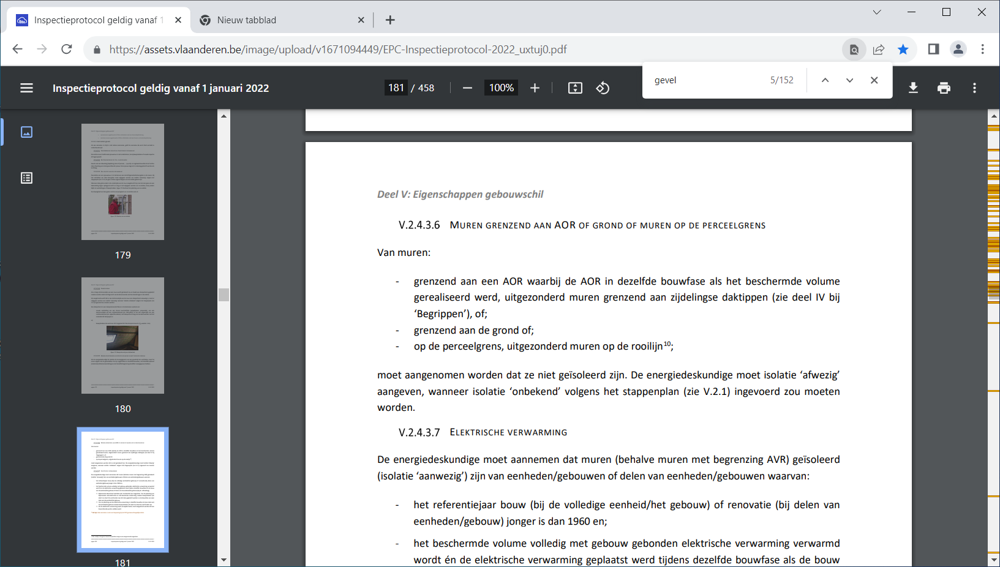 Inspectieprotocol geldig vanaf 1
Nieuw tabblad
https://assets.vlaanderen.be/image/upload/v1671094449/EPC-Inspectieprotocol-2022_uxtuj0.pdf
gevel 5/152
Inspectieprotocol geldig vanaf 1 januari 2022
181 / 458
100%
179
180
181
Deel V: Eigenschappen gebouwschil
V.2.4.3.6 MUREN GRENZEND AAN AOR OF GROND OF MUREN OP DE PERCEELGRENS
Van muren:
- grenzend aan een AOR waarbij de AOR in dezelfde bouwfase als het beschermde volume
gerealiseerd werd, uitgezonderd muren grenzend aan zijdelingse daktippen (zie deel IV bij
‘Begrippen’), of;
- grenzend aan de grond of;
- op de perceelgrens, uitgezonderd muren op de rooilijn¹⁰;
moet aangenomen worden dat ze niet geïsoleerd zijn. De energiedeskundige moet isolatie ‘afwezig’
aangeven, wanneer isolatie ‘onbekend’ volgens het stappenplan (zie V.2.1) ingevoerd zou moeten
worden.
V.2.4.3.7 ELEKTRISCHE VERWARMING
De energiedeskundige moet aannemen dat muren (behalve muren met begrenzing AVR) geïsoleerd
(isolatie ‘aanwezig’) zijn van eenheden/gebouwen of delen van eenheden/gebouwen waarvan:
- het referentiejaar bouw (bij de volledige eenheid/het gebouw) of renovatie (bij delen van
eenheden/gebouw) jonger is dan 1960 en;
- het beschermde volume volledig met gebouw gebonden elektrische verwarming verwarmd
wordt én de elektrische verwarming geplaatst werd tijdens dezelfde bouwfase als de bouw